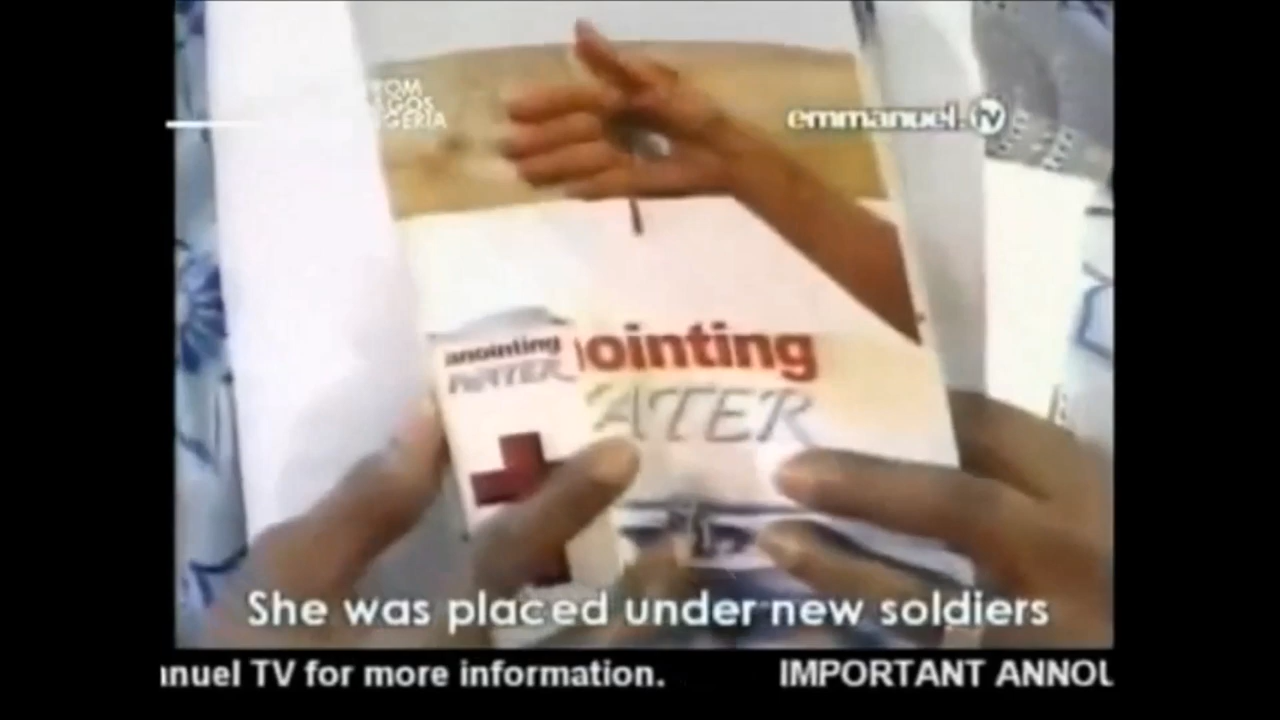 emmanuel.TV
anointing
WATER
ointing
ATER
She was placed under new soldiers
nuel TV for more information. IMPORTANT ANNOU